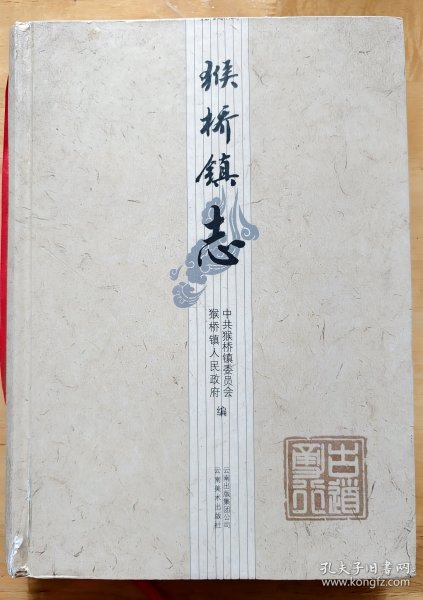 猴桥镇志
中共猴桥镇委员会
猴桥镇人民政府
编
云南出版集团公司
云南美术出版社
古道
孔夫子旧书网
www.kongfz.com